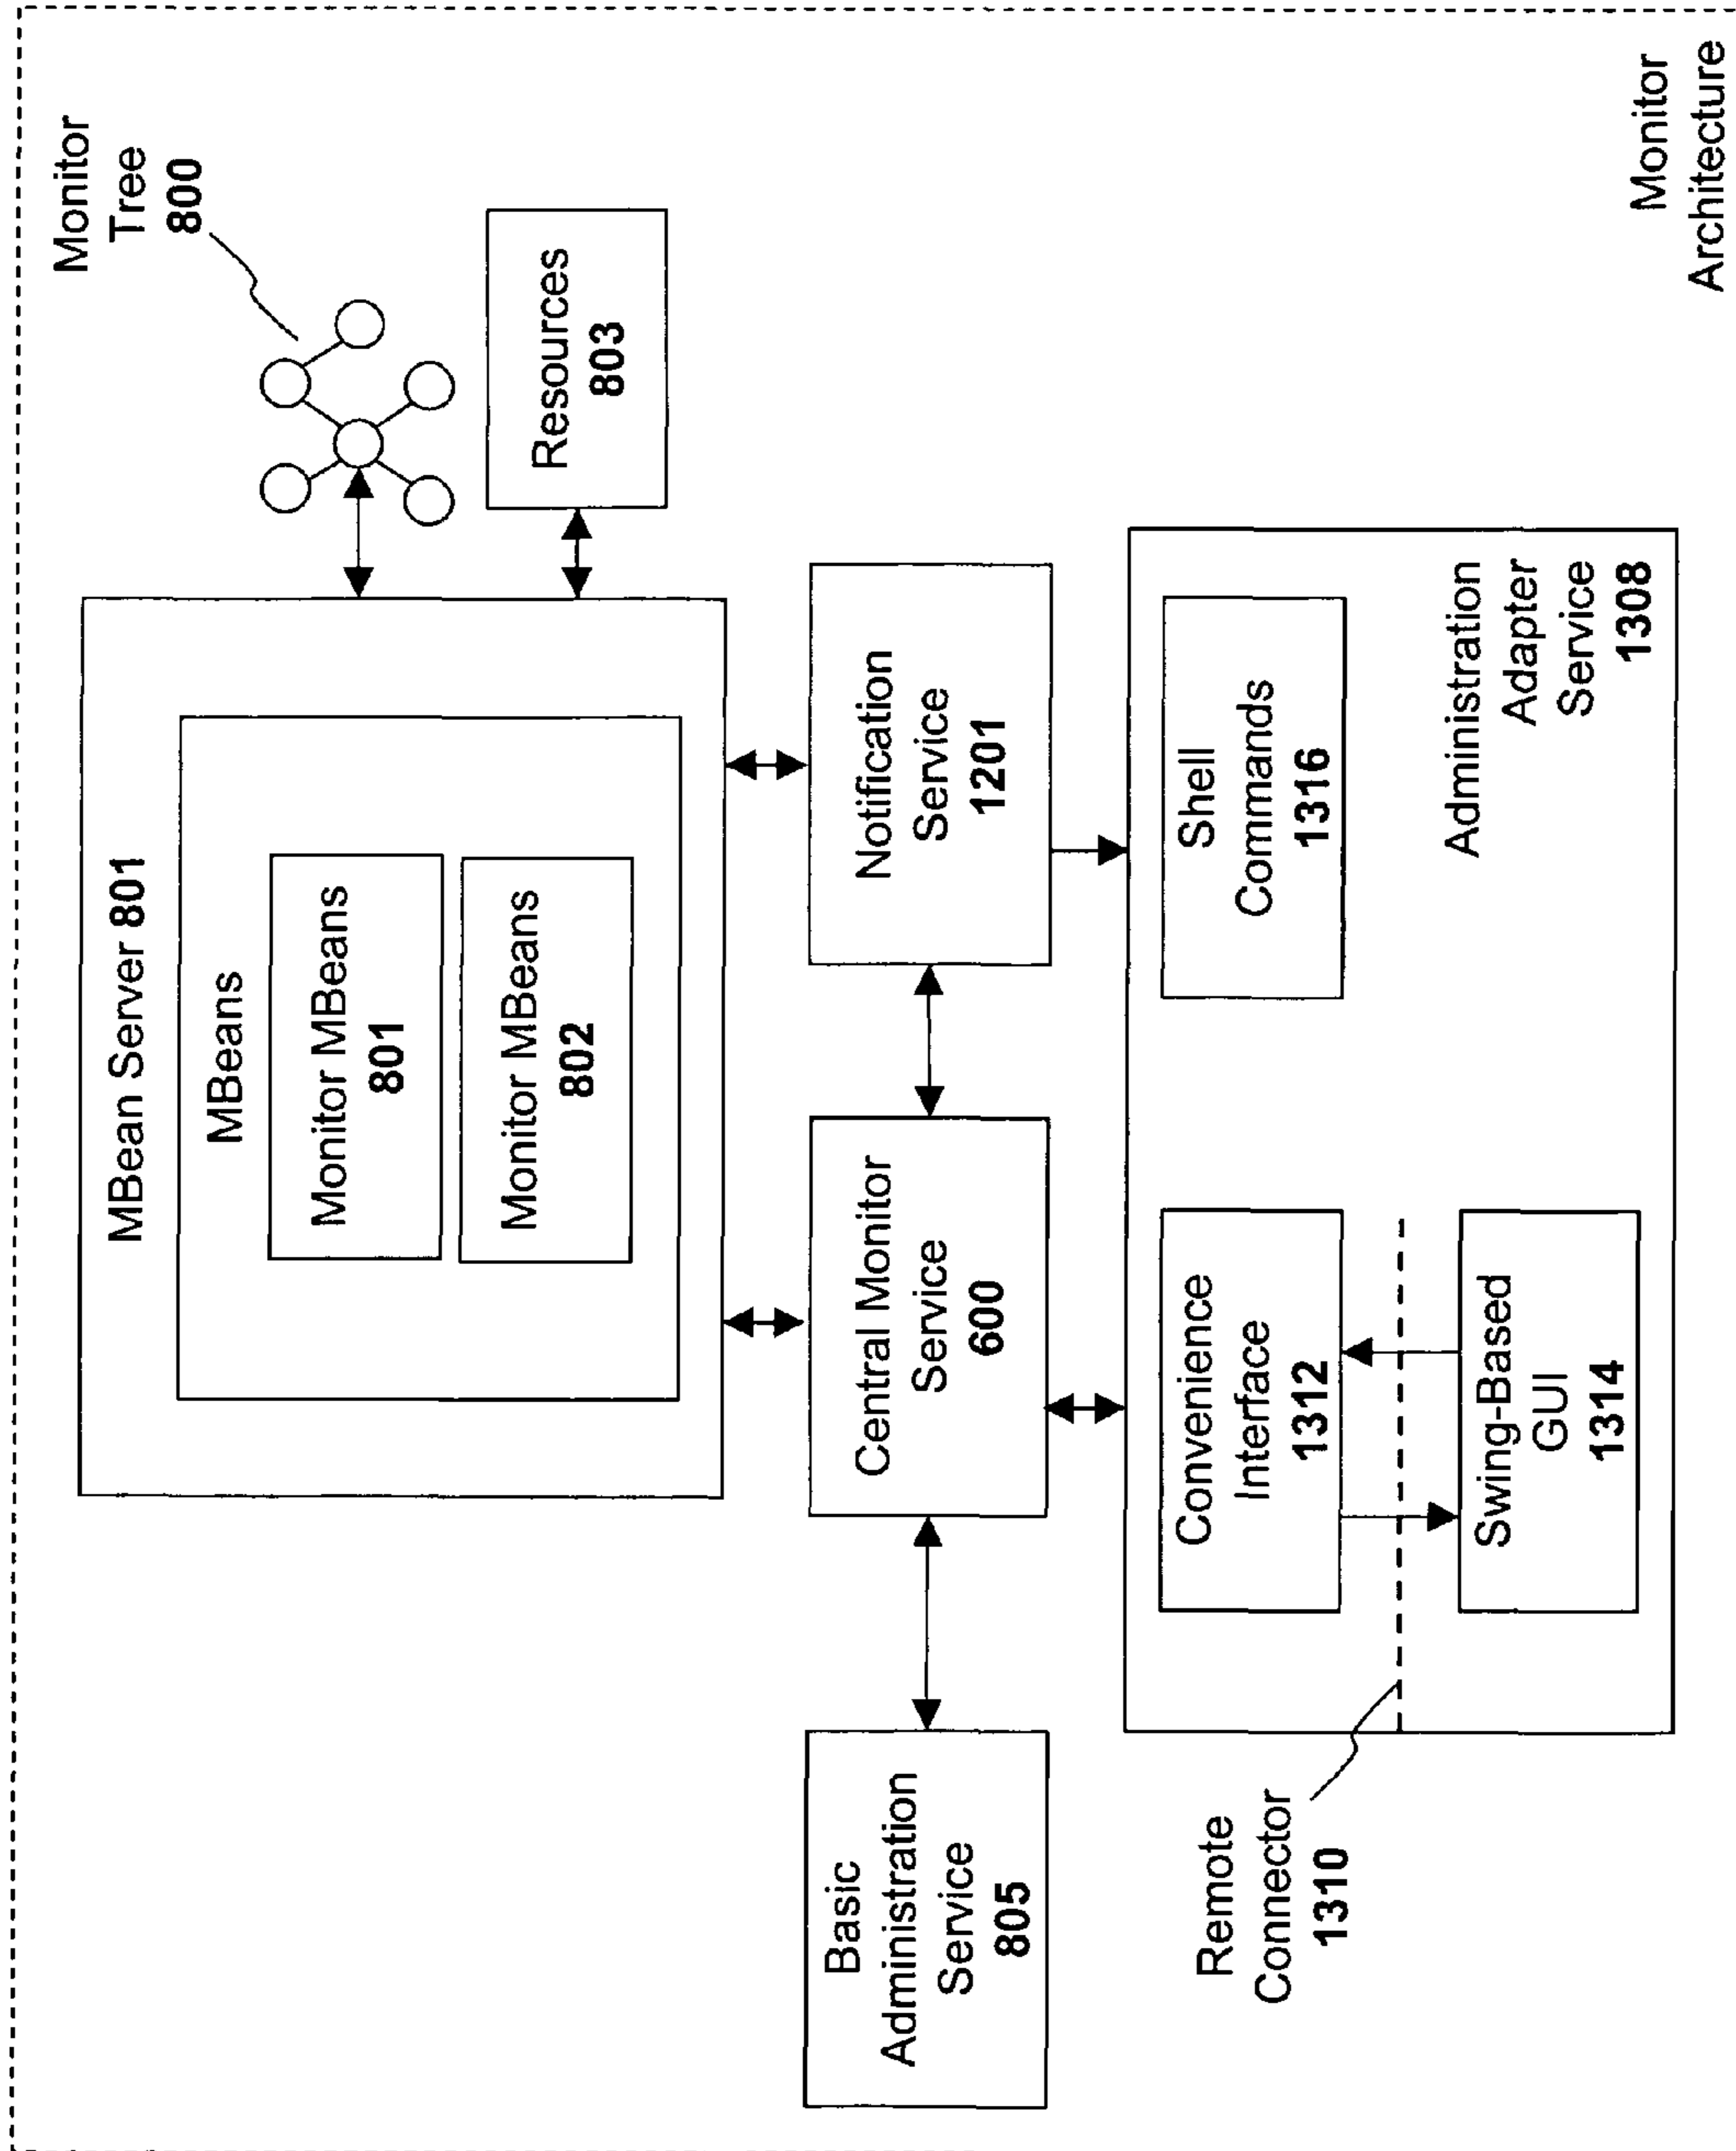 Monitor
Tree
800
MBean Server 801
MBeans
Monitor MBeans
801
Monitor MBeans
802
Resources
803
Basic
Administration
Service
805
Central Monitor
Service
600
Notification
Service
1201
Remote
Connector
1310
Convenience
Interface
1312
Swing-Based
GUI
1314
Shell
Commands
1316
Administration
Adapter
Service
1308
Monitor
Architecture